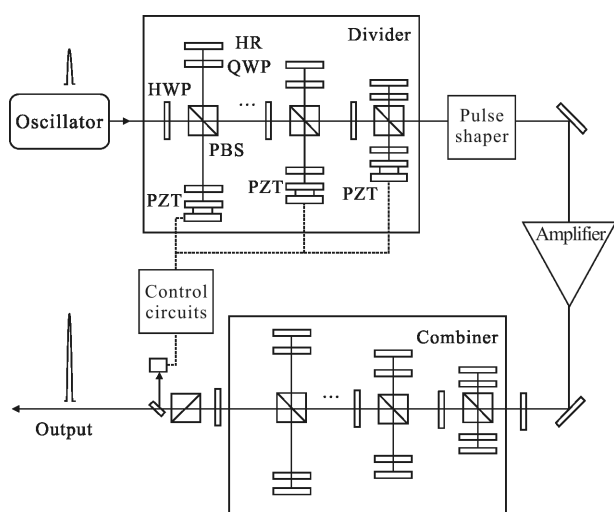 HR
Divider
QWP
HWP
...
Oscillator
PBS
Pulse
shaper
PZT
PZT
PZT
Amplifier
Control
circuits
Combiner
...
Output